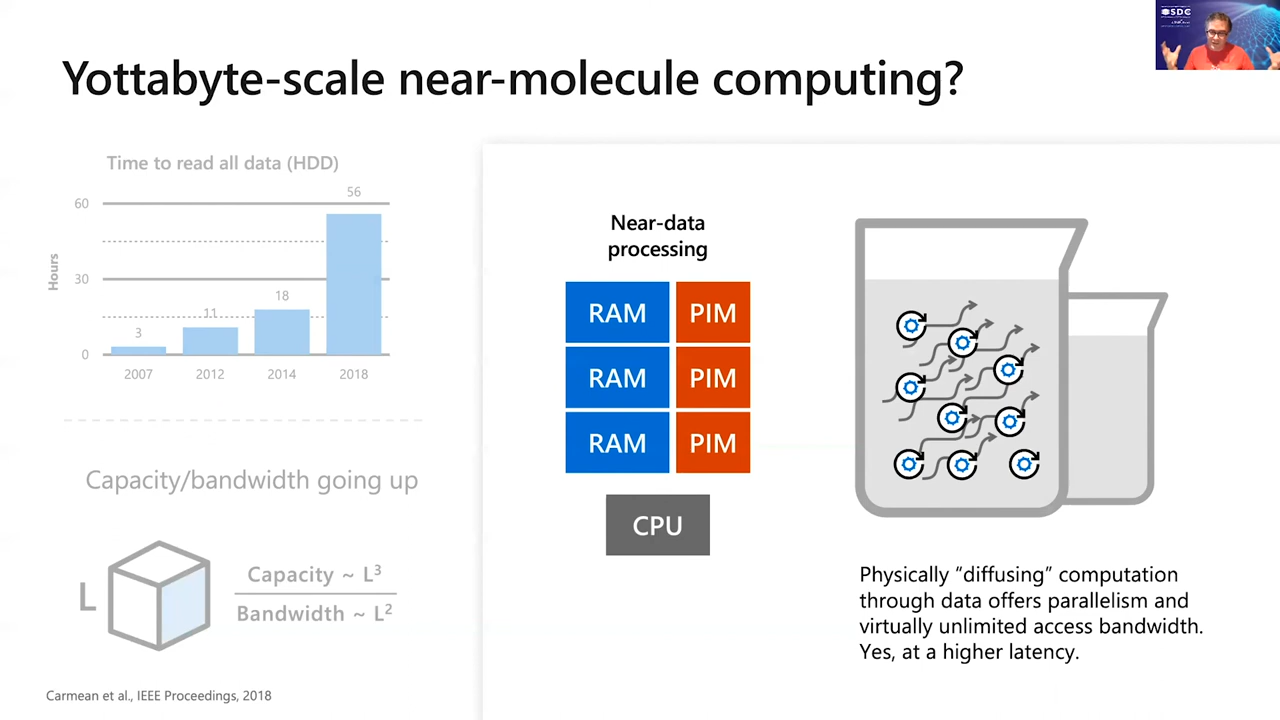 SDC
Yottabyte-scale near-molecule computing?
Time to read all data (HDD)
Hours
60
30
0
3
11
18
56
2007
2012
2014
2018
Capacity/bandwidth going up
L
Capacity ~ L³
Bandwidth ~ L²
Carmean et al., IEEE Proceedings, 2018
Near-data
processing
RAM PIM
RAM PIM
RAM PIM
CPU
Physically “diffusing” computation
through data offers parallelism and
virtually unlimited access bandwidth.
Yes, at a higher latency.